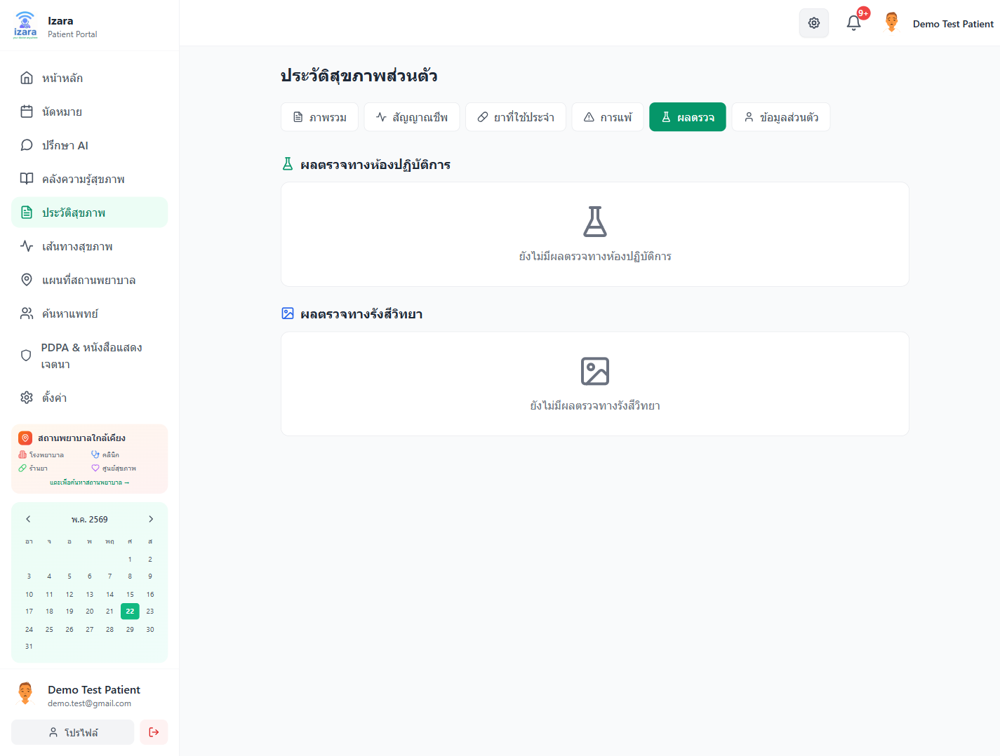 izara
Izara
Patient Portal
9+
Demo Test Patient
หน้าหลัก
นัดหมาย
ปรึกษา AI
คลังความรู้สุขภาพ
ประวัติสุขภาพ
เส้นทางสุขภาพ
แผนที่สถานพยาบาล
ค้นหาแพทย์
PDPA & หนังสือแสดง
เจตนา
ตั้งค่า
สถานพยาบาลใกล้เคียง
โรงพยาบาล คลินิก
ร้านยา ศูนย์สุขภาพ
แตะเพื่อค้นหาสถานพยาบาล →
พ.ค. 2569
อา จ อ พ พฤ ศ ส
1 2
3 4 5 6 7 8 9
10 11 12 13 14 15 16
17 18 19 20 21 22 23
24 25 26 27 28 29 30
31
Demo Test Patient
demo.test@gmail.com
โปรไฟล์
ประวัติสุขภาพส่วนตัว
ภาพรวม สัญญาณชีพ ยาที่ใช้ประจำ การแพ้ ผลตรวจ ข้อมูลส่วนตัว
ผลตรวจทางห้องปฏิบัติการ
ยังไม่มีผลตรวจทางห้องปฏิบัติการ
ผลตรวจทางรังสีวิทยา
ยังไม่มีผลตรวจทางรังสีวิทยา